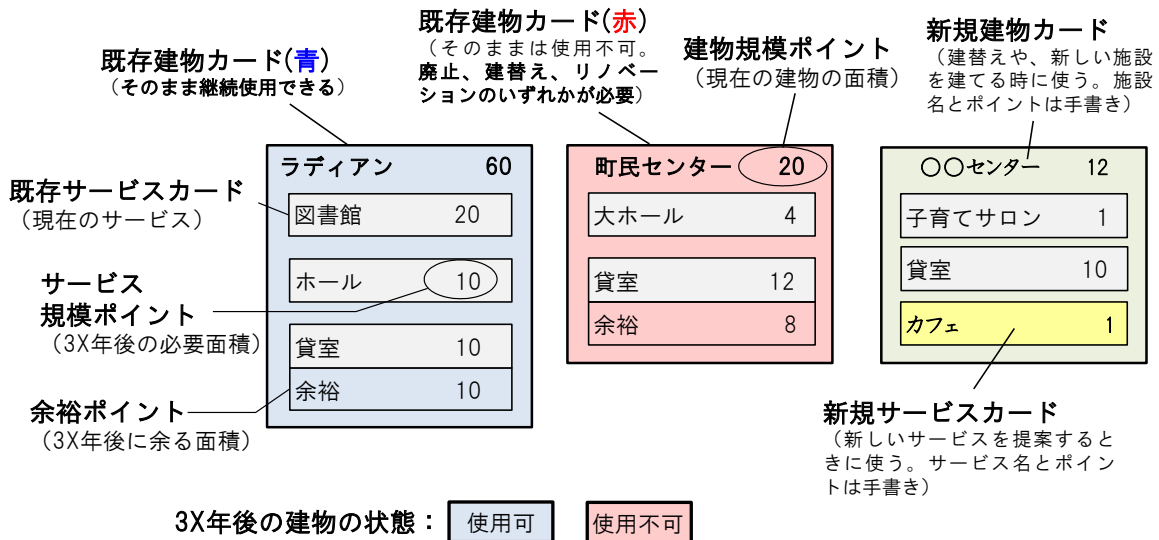 既存建物カード(青)
(そのまま継続使用できる)
既存建物カード(赤)
(そのままは使用不可。
廃止、建替え、リノベー
ションのいずれかが必要)
建物規模ポイント
(現在の建物の面積)
新規建物カード
(建替えや、新しい施設
を建てる時に使う。施設
名とポイントは手書き)
既存サービスカード
(現在のサービス)
サービス
規模ポイント
(3X年後の必要面積)
余裕ポイント
(3X年後に余る面積)
ラディアン 60
図書館 20
ホール 10
貸室 10
余裕 10
町民センター 20
大ホール 4
貸室 12
余裕 8
〇〇センター 12
子育てサロン 1
貸室 10
カフェ 1
新規サービスカード
(新しいサービスを提案すると
きに使う。サービス名とポイン
トは手書き)
3X年後の建物の状態： 使用可 使用不可